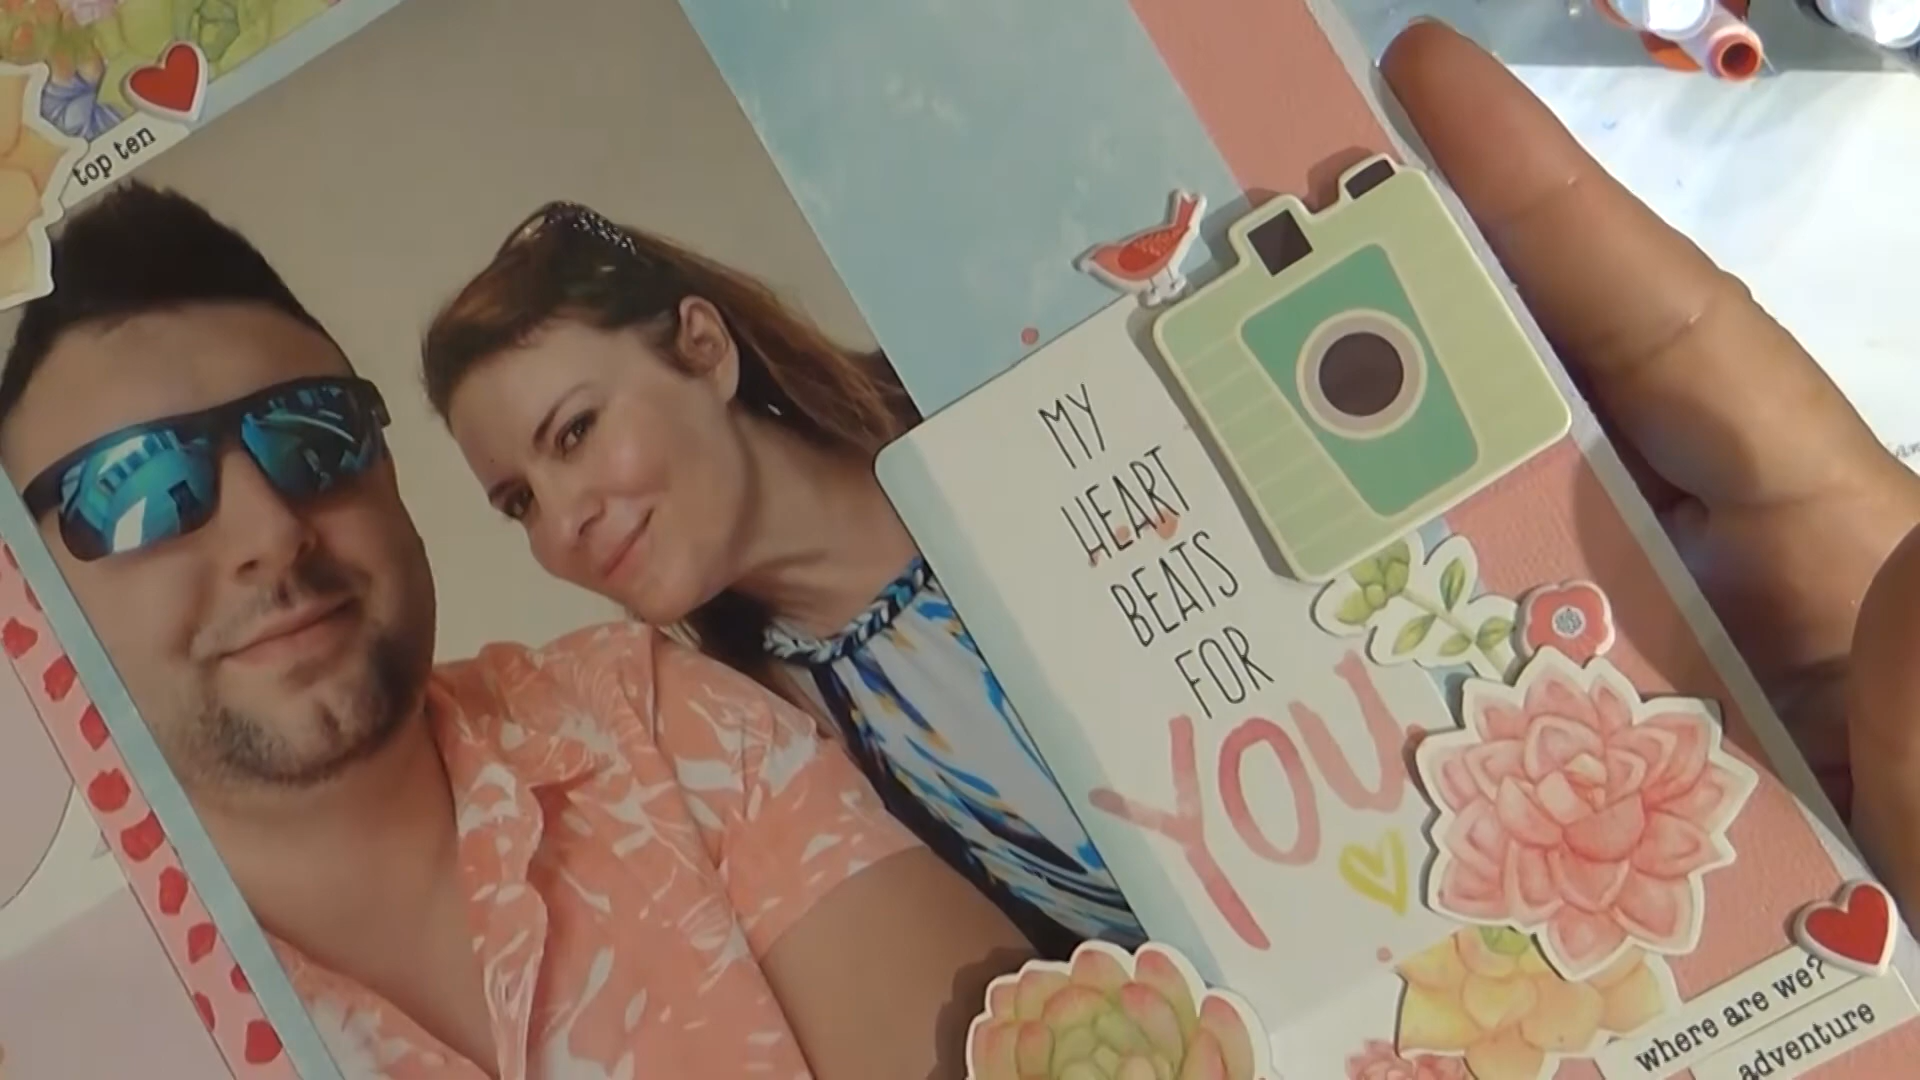 top ten
MY
HEART
BEATS
FOR
YOU
where are we?
adventure